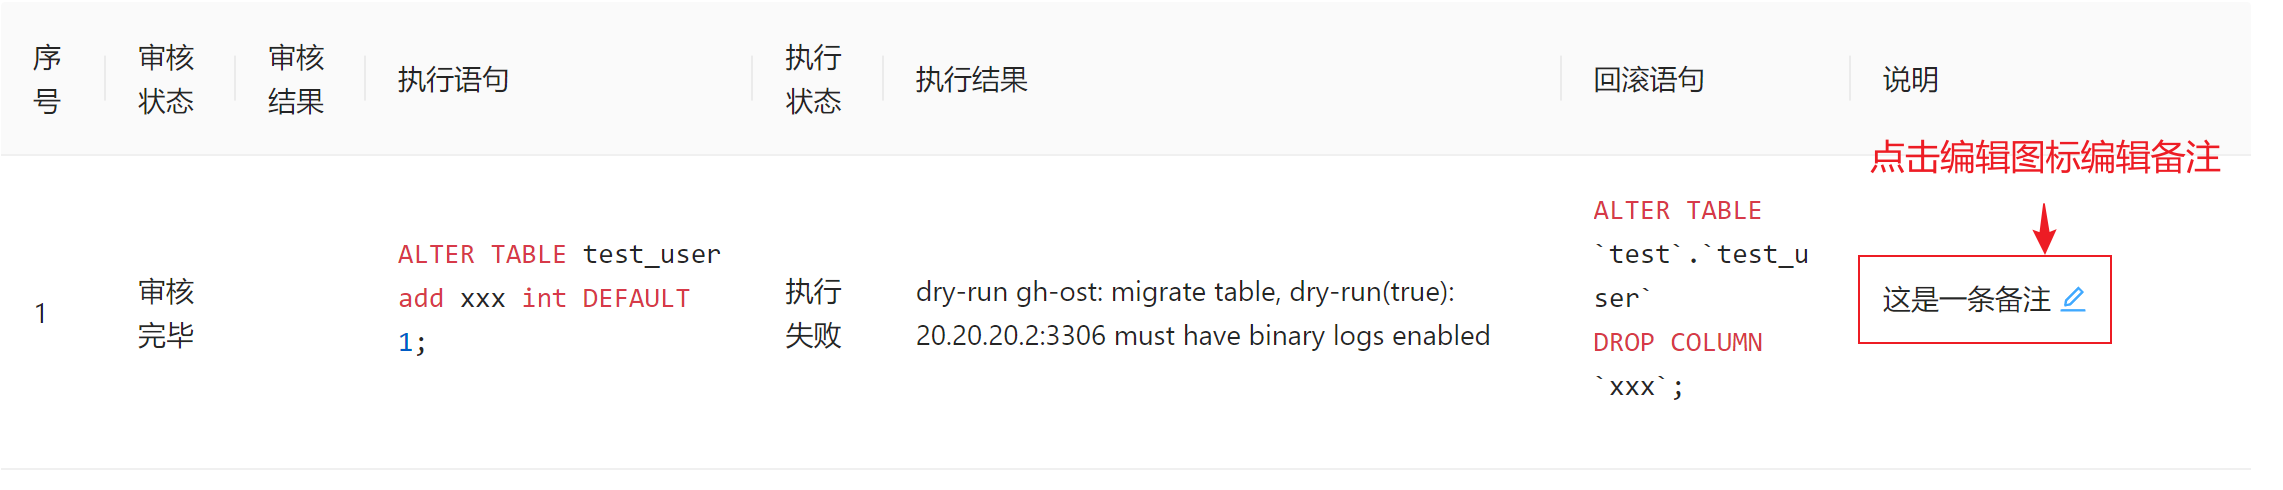 序号
审核状态
审核结果
执行语句
执行状态
执行结果
回滚语句
说明
点击编辑图标编辑备注
1
审核完毕
ALTER TABLE test_user
add xxx int DEFAULT
1;
执行失败
dry-run gh-ost: migrate table, dry-run(true):
20.20.20.2:3306 must have binary logs enabled
ALTER TABLE
`test`.`test_u
ser`
DROP COLUMN
`xxx`;
这是一条备注